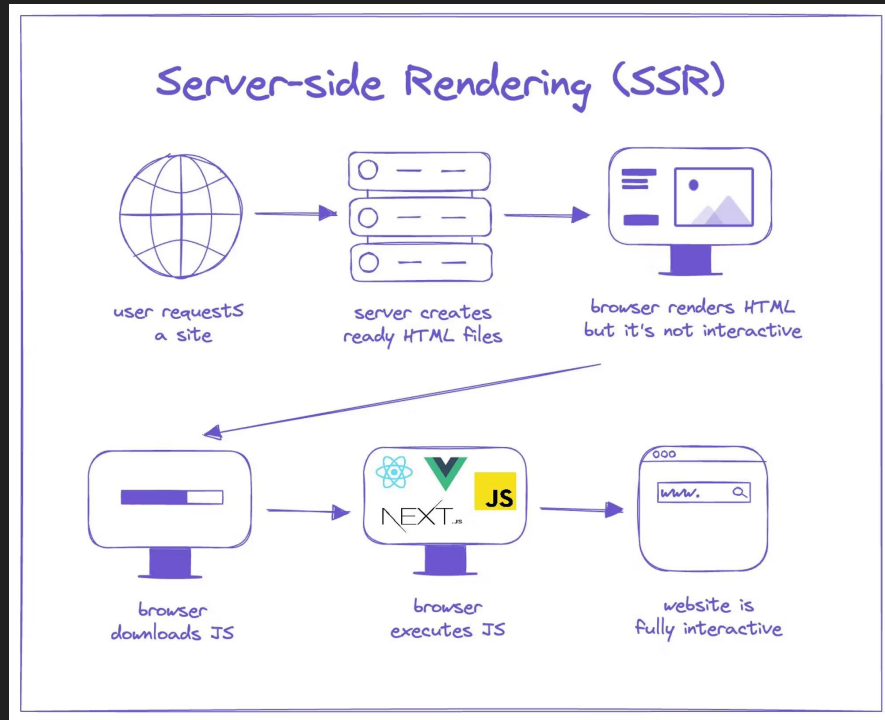 Server-side Rendering (SSR)
user requests
a site
server creates
ready HTML files
browser renders HTML
but it's not interactive
browser
downloads JS
NEXT.JS
JS
browser
executes JS
www.
website is
fully interactive